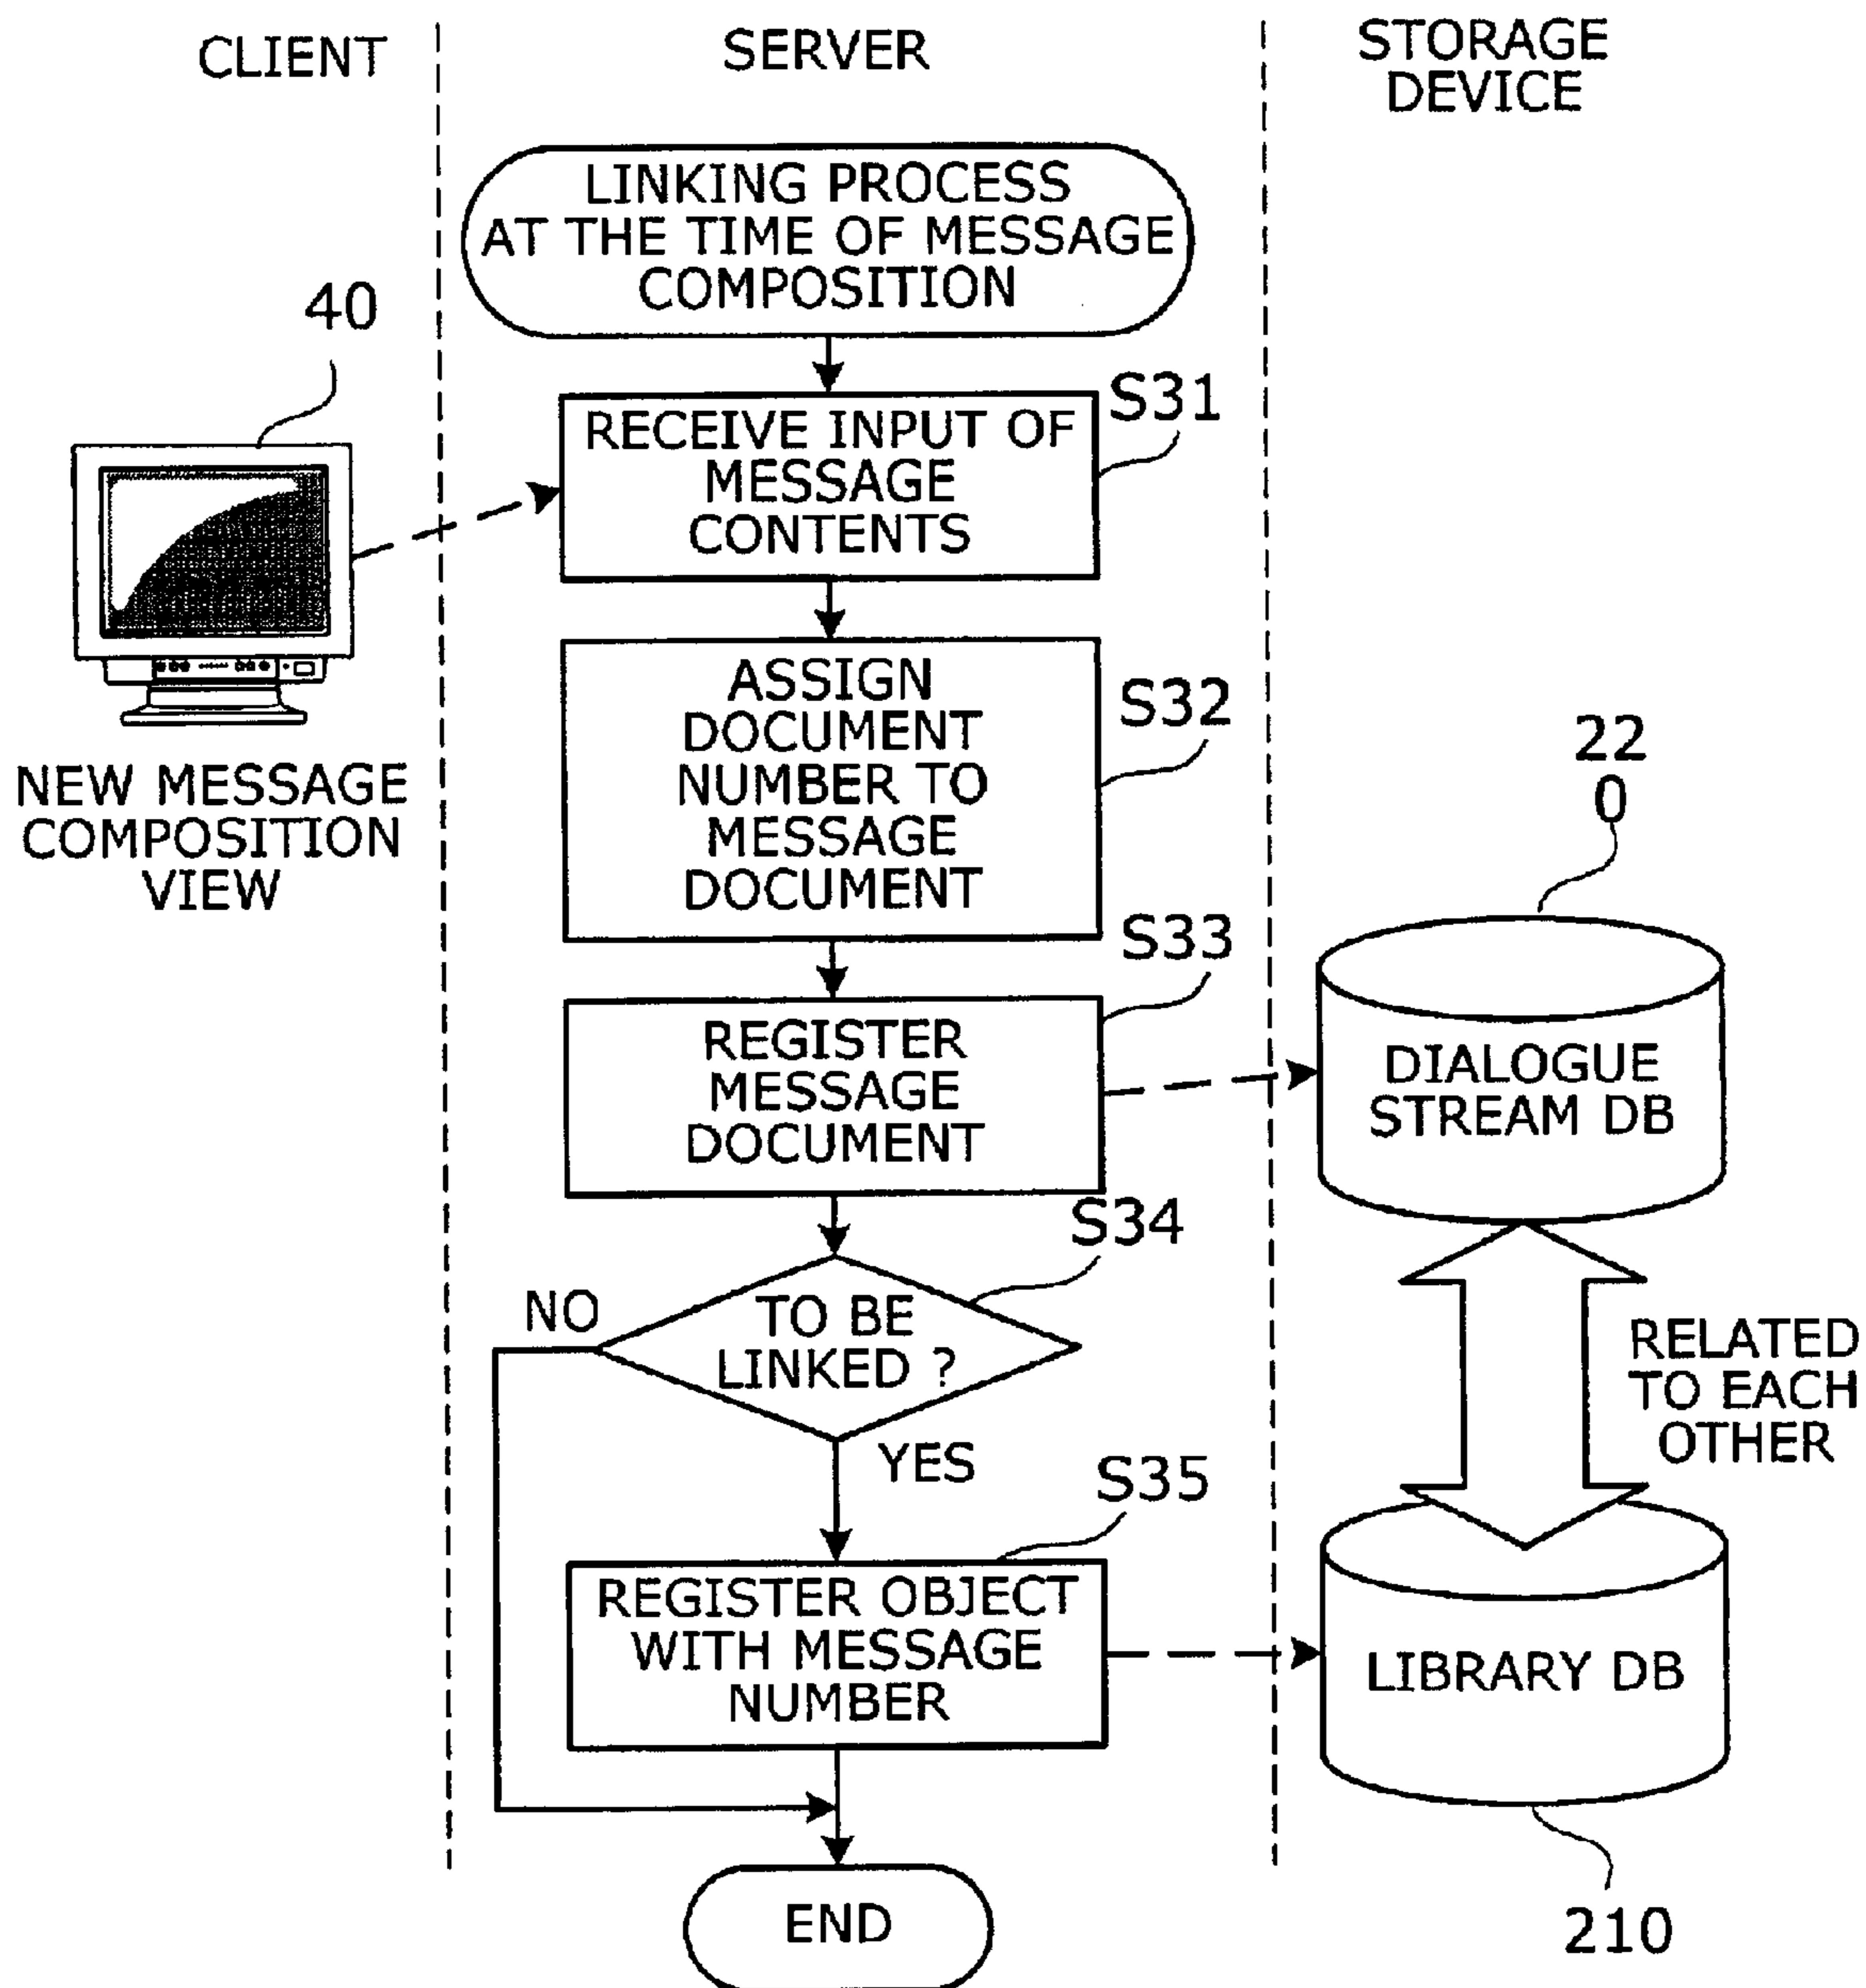 CLIENT
SERVER
STORAGE
DEVICE
LINKING PROCESS
AT THE TIME OF MESSAGE
COMPOSITION
40
NEW MESSAGE
COMPOSITION
VIEW
S31
RECEIVE INPUT OF
MESSAGE
CONTENTS
S32
ASSIGN
DOCUMENT
NUMBER TO
MESSAGE
DOCUMENT
S33
REGISTER
MESSAGE
DOCUMENT
22
0
DIALOGUE
STREAM DB
S34
TO BE
LINKED ?
NO
YES
RELATED
TO EACH
OTHER
S35
REGISTER OBJECT
WITH MESSAGE
NUMBER
LIBRARY DB
210
END